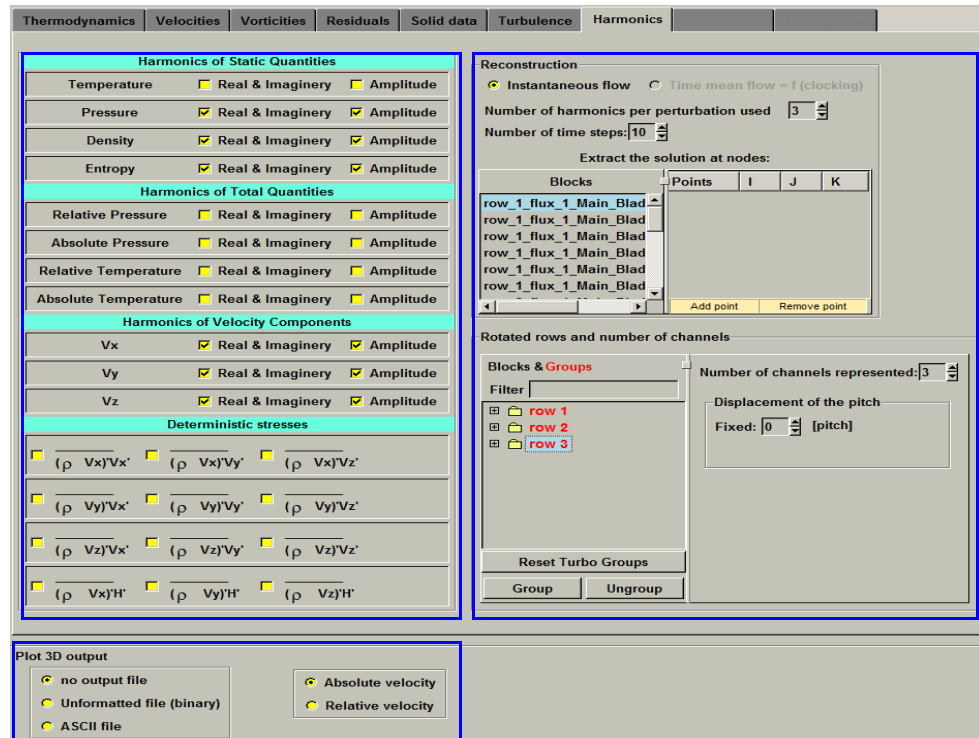 Thermodynamics Velocities Vorticities Residuals Solid data Turbulence Harmonics
Harmonics of Static Quantities
Temperature Real & Imaginery Amplitude
Pressure Real & Imaginery Amplitude
Density Real & Imaginery Amplitude
Entropy Real & Imaginery Amplitude
Harmonics of Total Quantities
Relative Pressure Real & Imaginery Amplitude
Absolute Pressure Real & Imaginery Amplitude
Relative Temperature Real & Imaginery Amplitude
Absolute Temperature Real & Imaginery Amplitude
Harmonics of Velocity Components
Vx Real & Imaginery Amplitude
Vy Real & Imaginery Amplitude
Vz Real & Imaginery Amplitude
Deterministic stresses
(ρ Vx)'Vx' (ρ Vx)'Vy' (ρ Vx)'Vz'
(ρ Vy)'Vx' (ρ Vy)'Vy' (ρ Vy)'Vz'
(ρ Vz)'Vx' (ρ Vz)'Vy' (ρ Vz)'Vz'
(ρ Vx)'H' (ρ Vy)'H' (ρ Vz)'H'
Reconstruction
Instantaneous flow Time mean flow = f (clocking)
Number of harmonics per perturbation used 3
Number of time steps: 10
Extract the solution at nodes:
Blocks Points I J K
row_1_flux_1_Main_Blad
row_1_flux_1_Main_Blad
row_1_flux_1_Main_Blad
row_1_flux_1_Main_Blad
row_1_flux_1_Main_Blad
row_1_flux_1_Main_Blad
Add point Remove point
Rotated rows and number of channels
Blocks & Groups
Filter
row 1
row 2
row 3
Reset Turbo Groups
Group Ungroup
Number of channels represented: 3
Displacement of the pitch
Fixed: 0 [pitch]
Plot 3D output
no output file
Unformatted file (binary)
ASCII file
Absolute velocity
Relative velocity